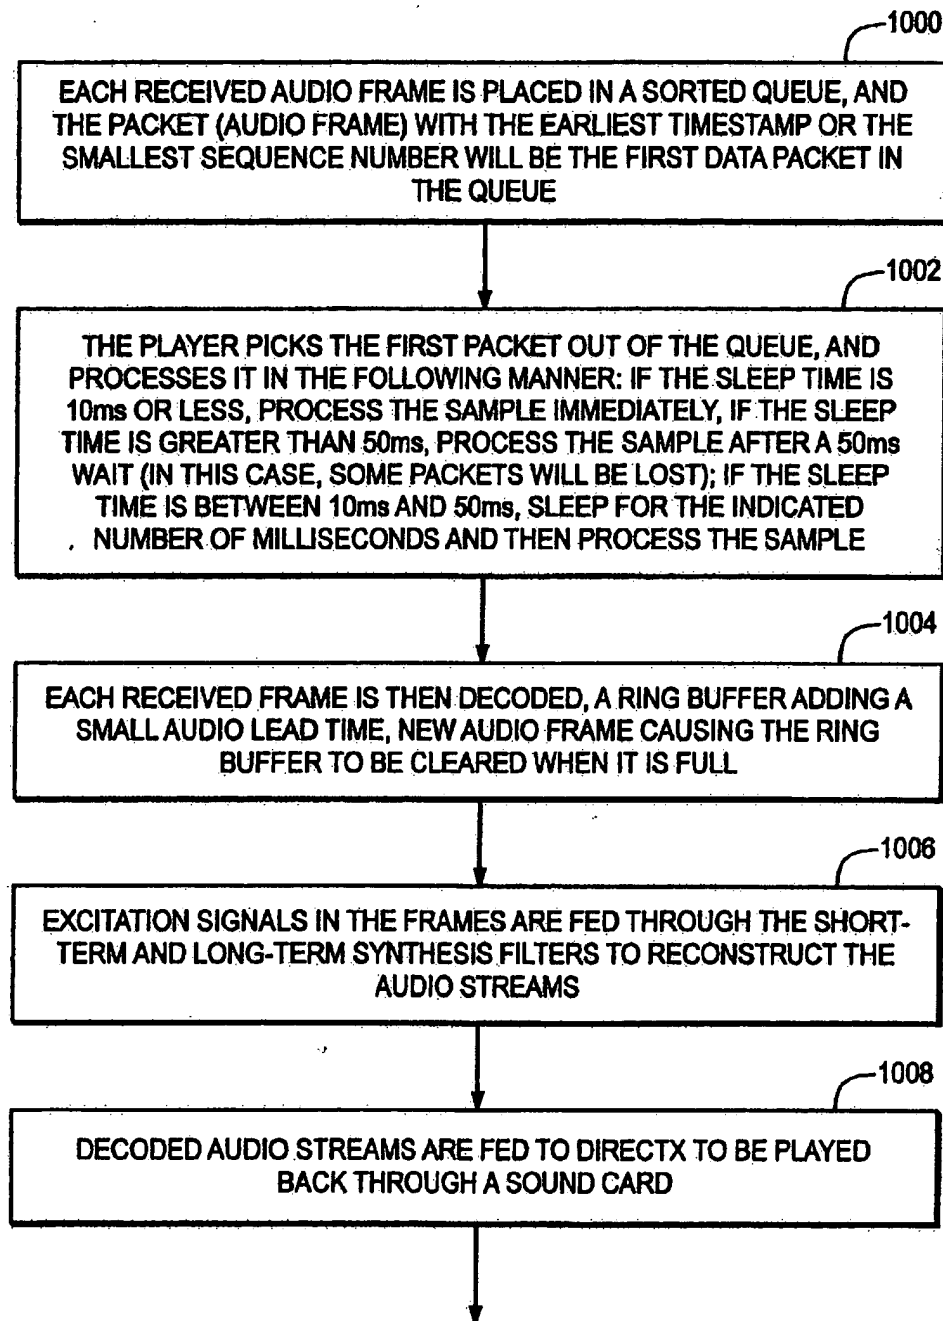 1000
EACH RECEIVED AUDIO FRAME IS PLACED IN A SORTED QUEUE, AND
THE PACKET (AUDIO FRAME) WITH THE EARLIEST TIMESTAMP OR THE
SMALLEST SEQUENCE NUMBER WILL BE THE FIRST DATA PACKET IN
THE QUEUE
1002
THE PLAYER PICKS THE FIRST PACKET OUT OF THE QUEUE, AND
PROCESSES IT IN THE FOLLOWING MANNER: IF THE SLEEP TIME IS
10ms OR LESS, PROCESS THE SAMPLE IMMEDIATELY, IF THE SLEEP
TIME IS GREATER THAN 50ms, PROCESS THE SAMPLE AFTER A 50ms
WAIT (IN THIS CASE, SOME PACKETS WILL BE LOST); IF THE SLEEP
TIME IS BETWEEN 10ms AND 50ms, SLEEP FOR THE INDICATED
NUMBER OF MILLISECONDS AND THEN PROCESS THE SAMPLE
1004
EACH RECEIVED FRAME IS THEN DECODED, A RING BUFFER ADDING A
SMALL AUDIO LEAD TIME, NEW AUDIO FRAME CAUSING THE RING
BUFFER TO BE CLEARED WHEN IT IS FULL
1006
EXCITATION SIGNALS IN THE FRAMES ARE FED THROUGH THE SHORT-
TERM AND LONG-TERM SYNTHESIS FILTERS TO RECONSTRUCT THE
AUDIO STREAMS
1008
DECODED AUDIO STREAMS ARE FED TO DIRECTX TO BE PLAYED
BACK THROUGH A SOUND CARD